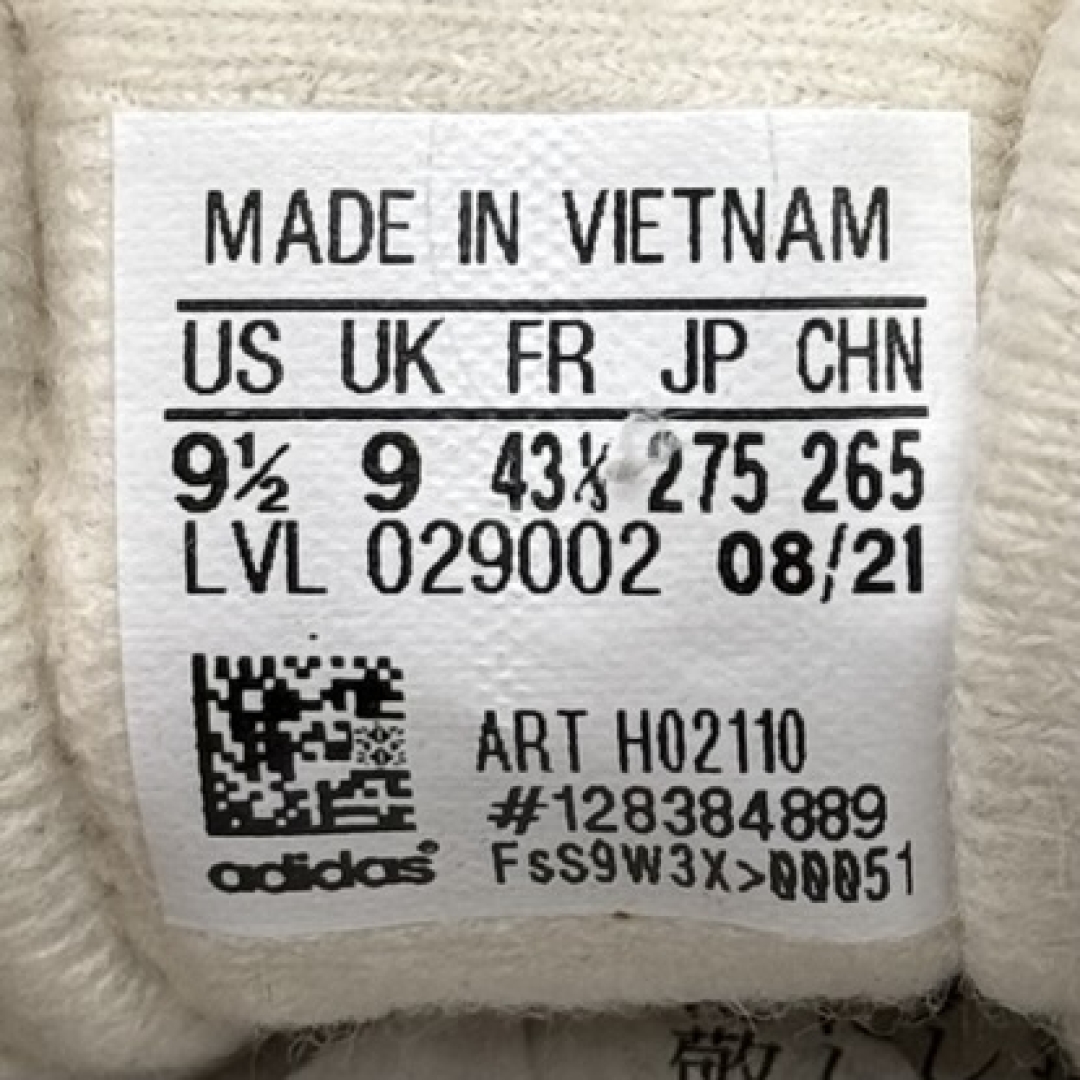 MADE IN VIETNAM
US UK FR JP CHN
9½ 9 43⅓ 275 265
LVL 029002 08/21
ART H02110
#128384889
adidas®
FsS9W3X>00051